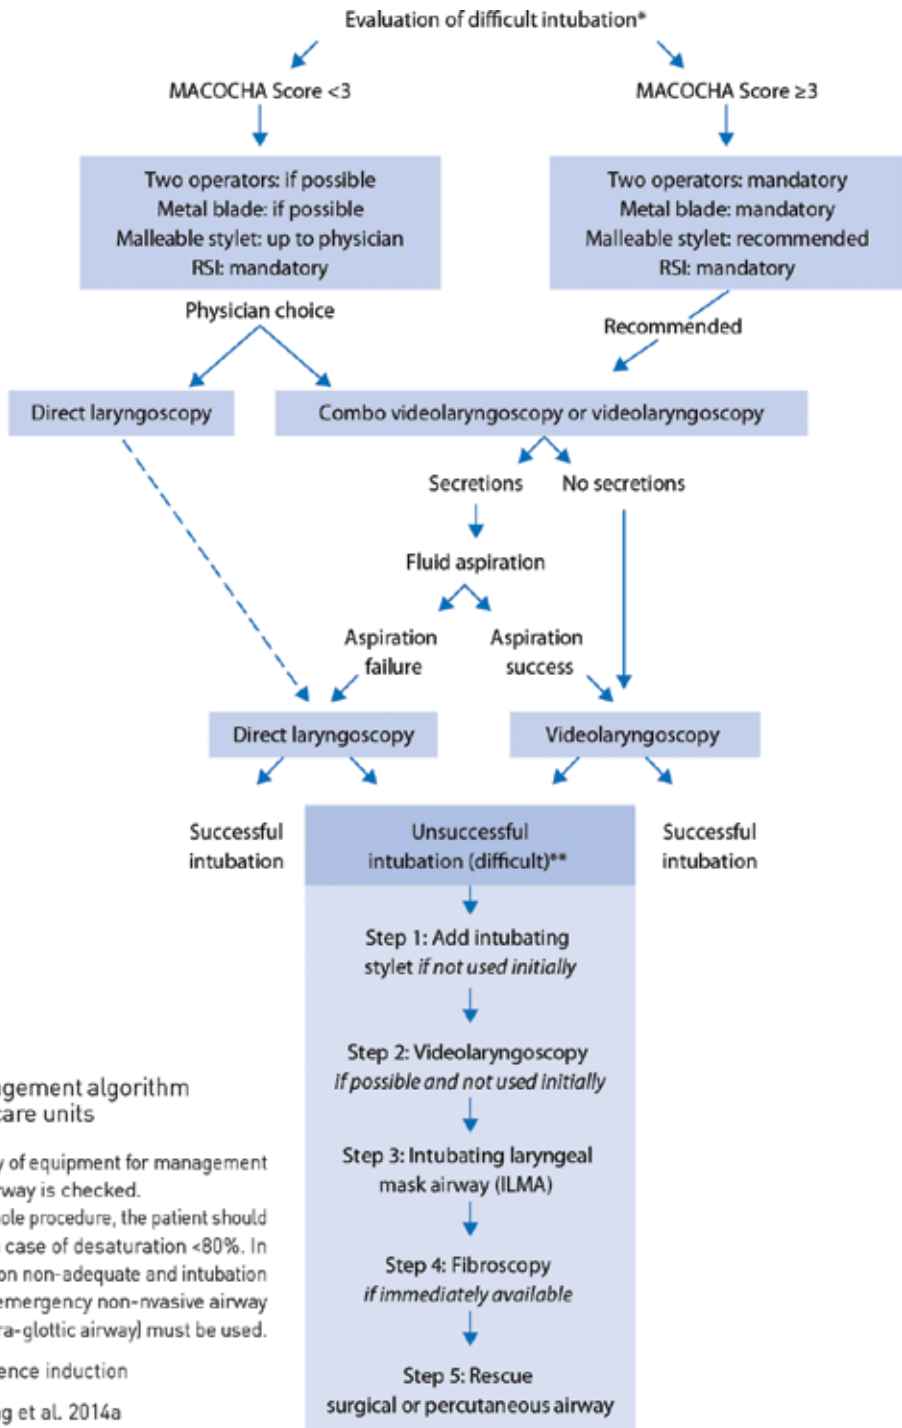 Evaluation of difficult intubation*
MACOCHA Score <3
MACOCHA Score ≥3
Two operators: if possible
Metal blade: if possible
Malleable stylet: up to physician
RSI: mandatory
Two operators: mandatory
Metal blade: mandatory
Malleable stylet: recommended
RSI: mandatory
Physician choice
Recommended
Direct laryngoscopy
Combo videolaryngoscopy or videolaryngoscopy
Secretions
No secretions
Fluid aspiration
Aspiration
failure
Aspiration
success
Direct laryngoscopy
Videolaryngoscopy
Successful
intubation
Unsuccessful
intubation (difficult)**
Successful
intubation
Step 1: Add intubating
stylet if not used initially
Step 2: Videolaryngoscopy
if possible and not used initially
Step 3: Intubating laryngeal
mask airway (ILMA)
Step 4: Fibroscopy
if immediately available
Step 5: Rescue
surgical or percutaneous airway
gement algorithm
care units
y of equipment for management
rway is checked.
ole procedure, the patient should
case of desaturation <80%. In
on non-adequate and intubation
emergency non-nvasive airway
ra-glottic airway) must be used.
ence induction
g et al. 2014a